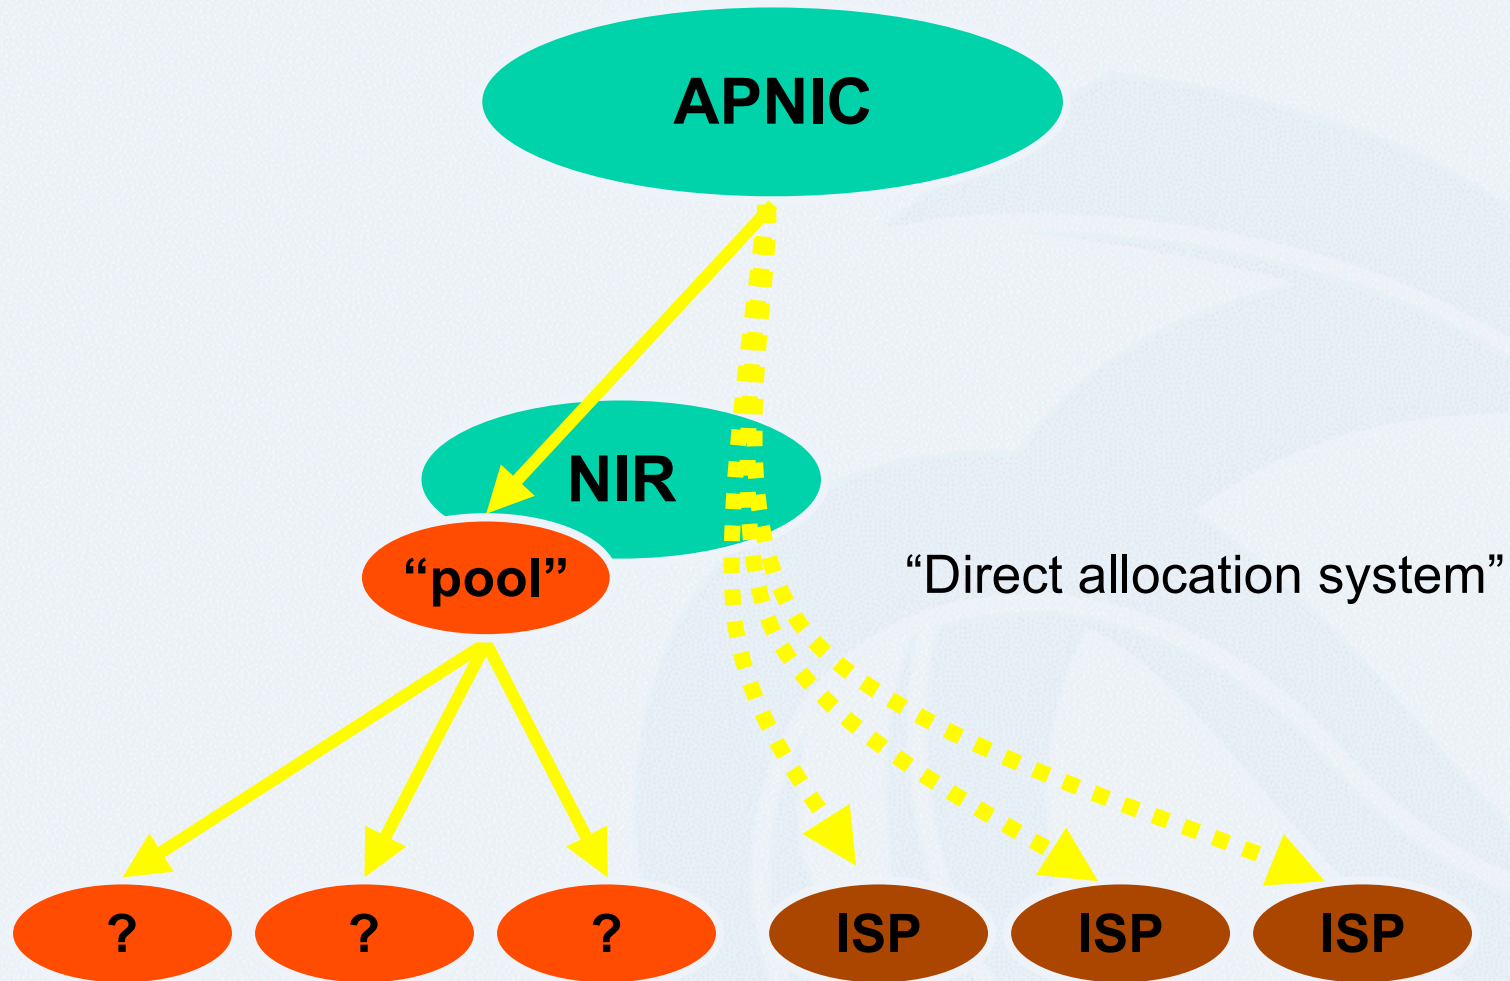 APNIC
NIR
“pool”
“Direct allocation system”
?
?
?
ISP
ISP
ISP